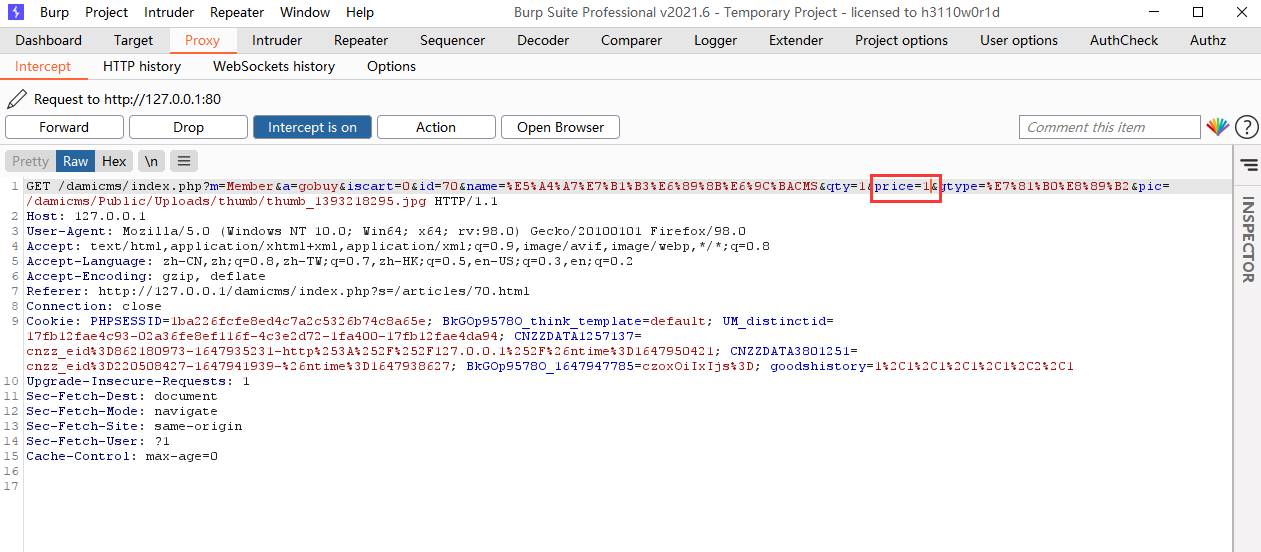 Burp Project Intruder Repeater Window Help Burp Suite Professional v2021.6 - Temporary Project - licensed to h3110w0r1d
Dashboard Target Proxy Intruder Repeater Sequencer Decoder Comparer Logger Extender Project options User options AuthCheck Authz
Intercept HTTP history WebSockets history Options
Request to http://127.0.0.1:80
Forward Drop Intercept is on Action Open Browser Comment this item ?
Pretty Raw Hex \n
1 GET /damicms/index.php?m=Member&a=gobuy&iscart=0&id=70&name=%E5%A4%A7%E7%B1%B3%E6%89%8B%E6%9C%BACMS&qty=1&price=1&gtype=%E7%81%B0%E8%89%B2&pic=
/damicms/Public/Uploads/thumb/thumb_1393218295.jpg HTTP/1.1
2 Host: 127.0.0.1
3 User-Agent: Mozilla/5.0 (Windows NT 10.0; Win64; x64; rv:98.0) Gecko/20100101 Firefox/98.0
4 Accept: text/html,application/xhtml+xml,application/xml;q=0.9,image/avif,image/webp,*/*;q=0.8
5 Accept-Language: zh-CN,zh;q=0.8,zh-TW;q=0.7,zh-HK;q=0.5,en-US;q=0.3,en;q=0.2
6 Accept-Encoding: gzip, deflate
7 Referer: http://127.0.0.1/damicms/index.php?s=/articles/70.html
8 Connection: close
9 Cookie: PHPSESSID=1ba226fcfe8ed4c7a2c5326b74c8a65e; BkGOp9578O_think_template=default; UM_distinctid=
17fb12fae4c93-02a36fe8ef116f-4c3e2d72-1fa400-17fb12fae4da94; CNZZDATA1257137=
cnzz_eid%3D862180973-1647935231-http%253A%252F%252F127.0.0.1%252F%26ntime%3D1647950421; CNZZDATA3801251=
cnzz_eid%3D220508427-1647941939-%26ntime%3D1647938627; BkGOp9578O_1647947785=czoxOiIxIjs%3D; goodshistory=1%2C1%2C1%2C1%2C1%2C2%2C1
10 Upgrade-Insecure-Requests: 1
11 Sec-Fetch-Dest: document
12 Sec-Fetch-Mode: navigate
13 Sec-Fetch-Site: same-origin
14 Sec-Fetch-User: ?1
15 Cache-Control: max-age=0
16
17
INSPECTOR